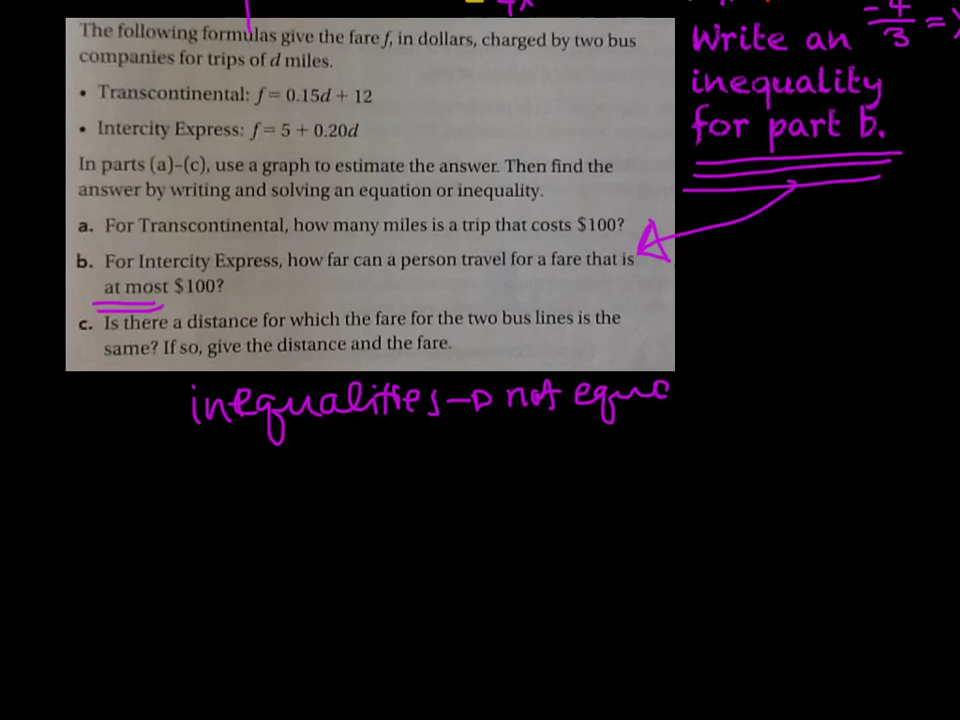 The following formulas give the fare f, in dollars, charged by two bus
companies for trips of d miles.
• Transcontinental: f = 0.15d + 12
• Intercity Express: f = 5 + 0.20d
In parts (a)–(c), use a graph to estimate the answer. Then find the
answer by writing and solving an equation or inequality.
a. For Transcontinental, how many miles is a trip that costs $100?
b. For Intercity Express, how far can a person travel for a fare that is
at most $100?
c. Is there a distance for which the fare for the two bus lines is the
same? If so, give the distance and the fare.
Write an
inequality
for part b.
-4/3 =
inequalities → not equa